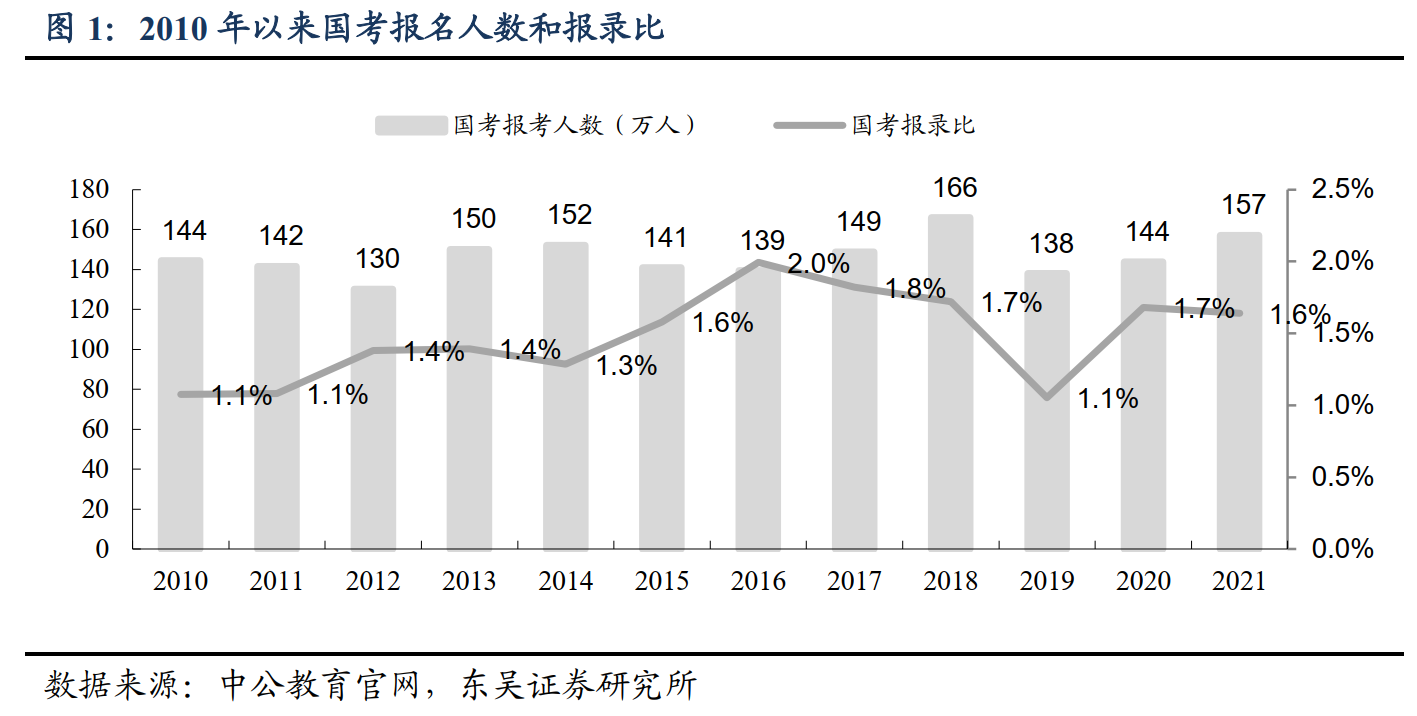 图 1： 2010 年以来国考报名人数和报录比
国考报考人数（万人） 国考报录比
180 2.5%
160
140 2.0%
120
100 1.5%
80 1.0%
60
40 0.5%
20
0 0.0%
144 142 130 150 152 141 139 149 166 138 144 157
1.1% 1.1% 1.4% 1.4% 1.3% 1.6% 2.0% 1.8% 1.7% 1.1% 1.7% 1.6%
2010 2011 2012 2013 2014 2015 2016 2017 2018 2019 2020 2021
数据来源：中公教育官网，东吴证券研究所